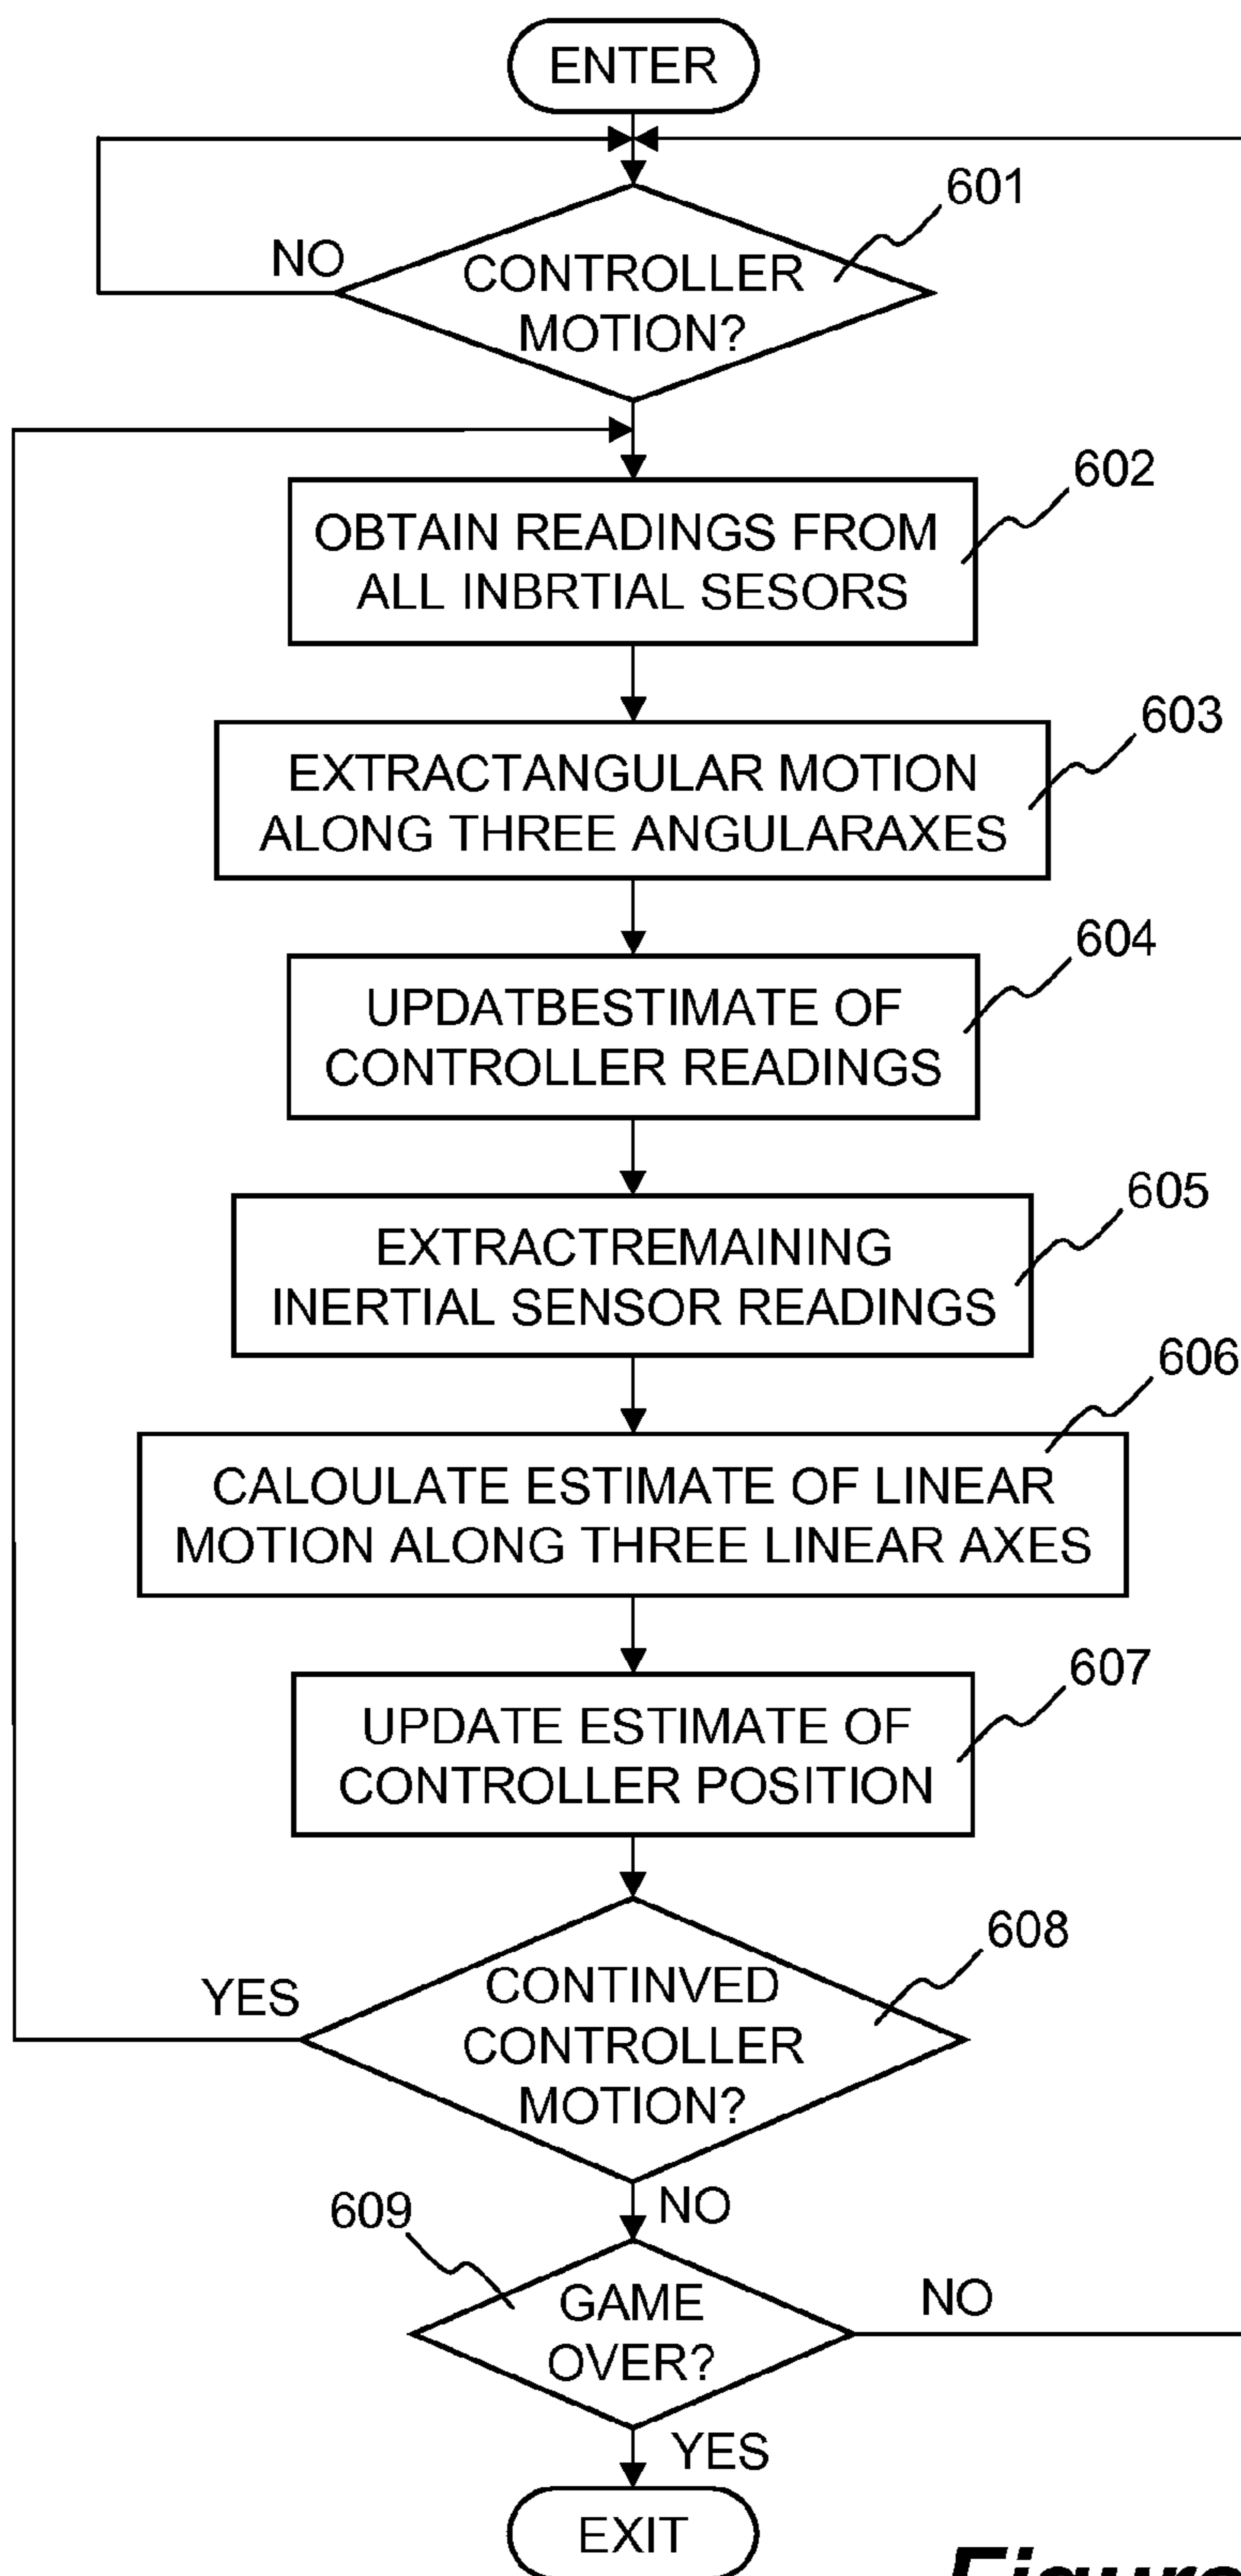 ENTER
601
NO
CONTROLLER
MOTION?
602
OBTAIN READINGS FROM
ALL INBRTIAL SESORS
603
EXTRACTANGULAR MOTION
ALONG THREE ANGULARAXES
604
UPDATBESTIMATE OF
CONTROLLER READINGS
605
EXTRACTREMAINING
INERTIAL SENSOR READINGS
606
CALOULATE ESTIMATE OF LINEAR
MOTION ALONG THREE LINEAR AXES
607
UPDATE ESTIMATE OF
CONTROLLER POSITION
608
YES
CONTINVED
CONTROLLER
MOTION?
NO
609
GAME
OVER?
NO
YES
EXIT
Figure